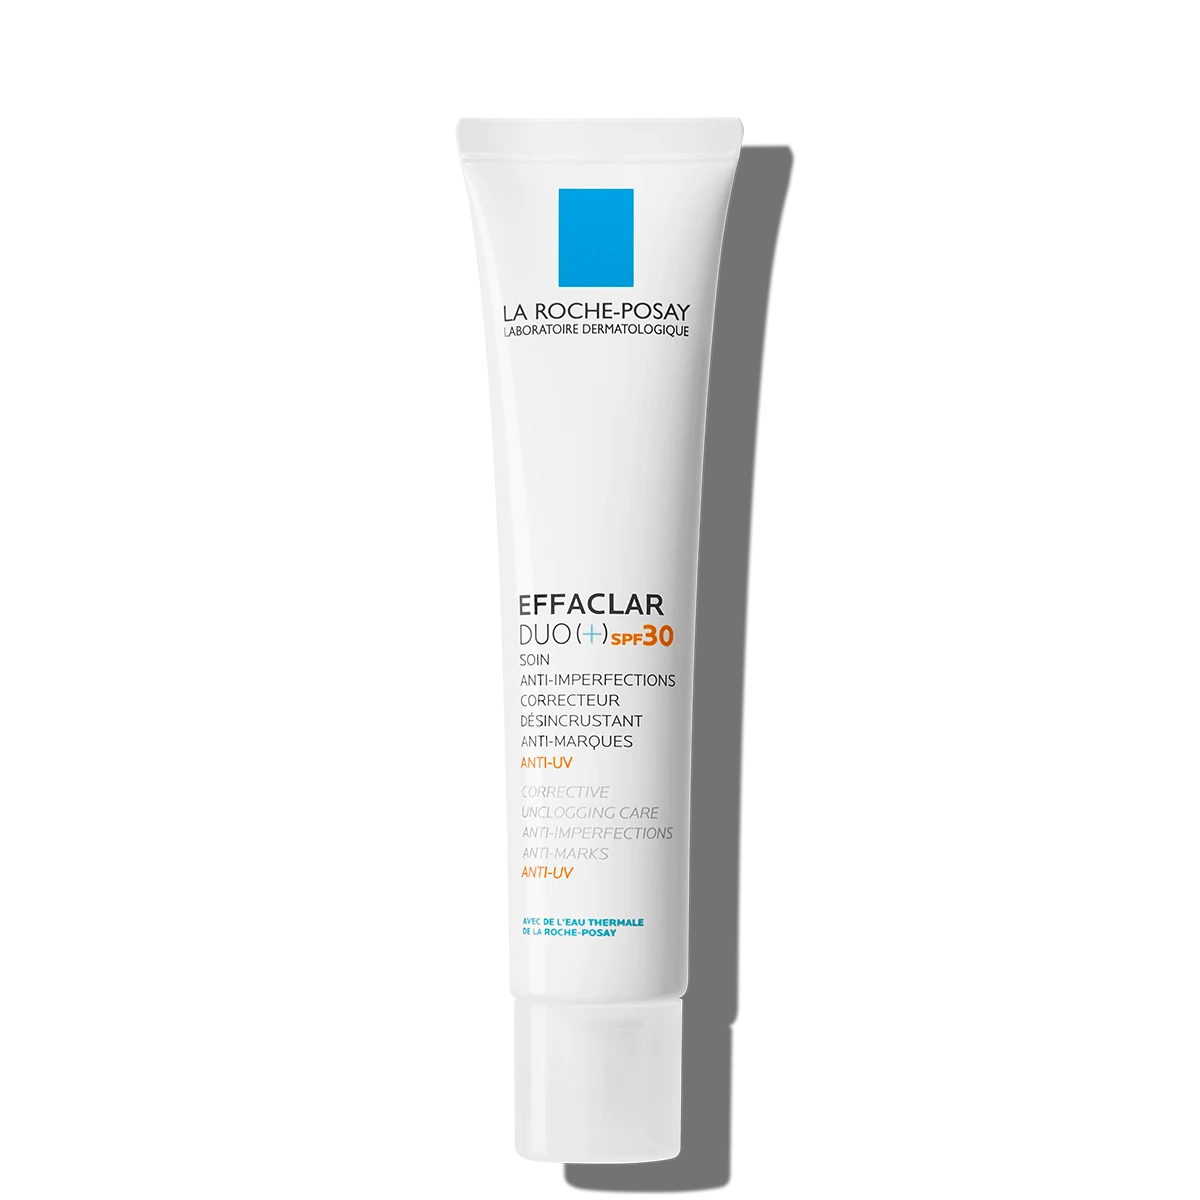 LA ROCHE-POSAY
LABORATOIRE DERMATOLOGIQUE
EFFACLAR
DUO(+) SPF30
SOIN
ANTI-IMPERFECTIONS
CORRECTEUR
DÉSINCRUSTANT
ANTI-MARQUES
ANTI-UV
CORRECTIVE
UNCLOGGING CARE
ANTI-IMPERFECTIONS
ANTI-MARKS
ANTI-UV
AVEC DE L'EAU THERMALE
DE LA ROCHE-POSAY